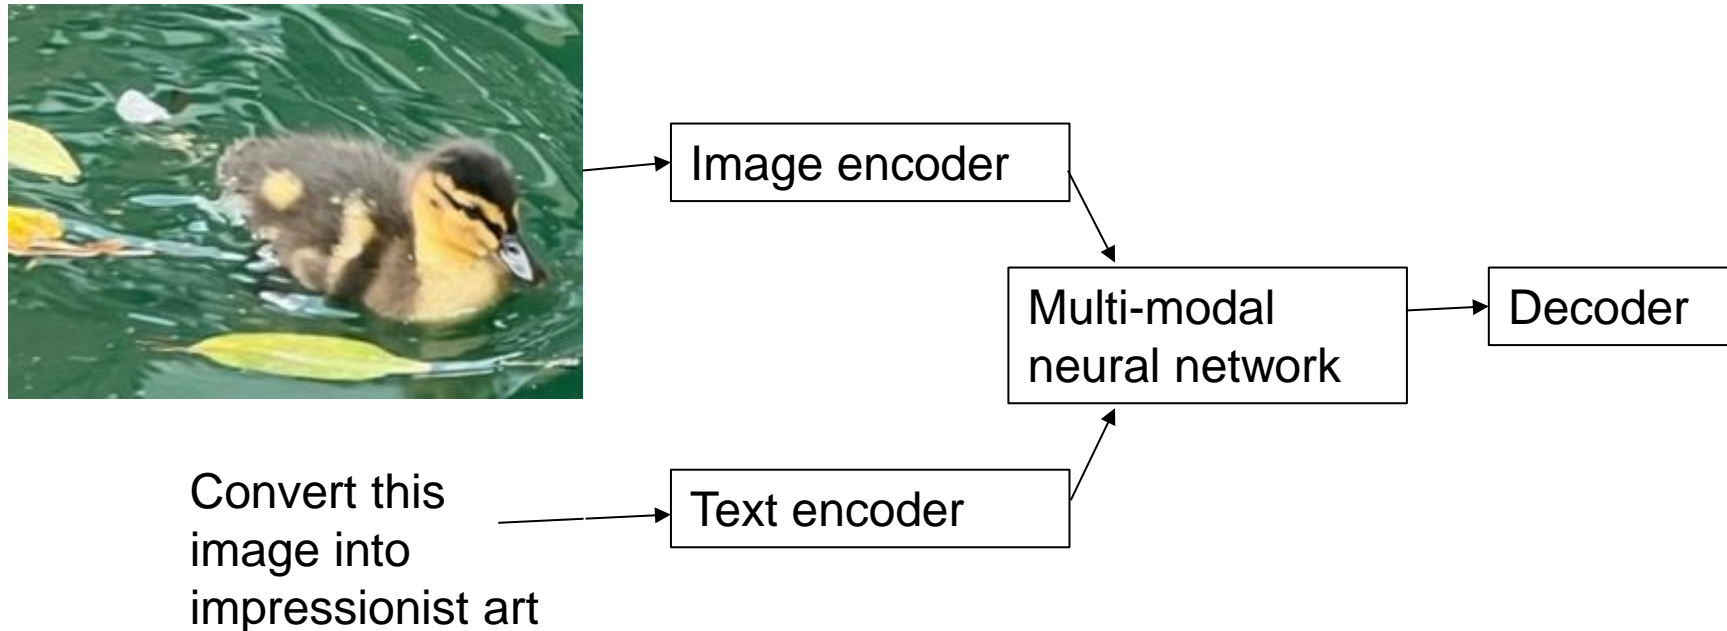 Image encoder
Multi-modal
neural network
Decoder
Convert this
image into
impressionist art
Text encoder